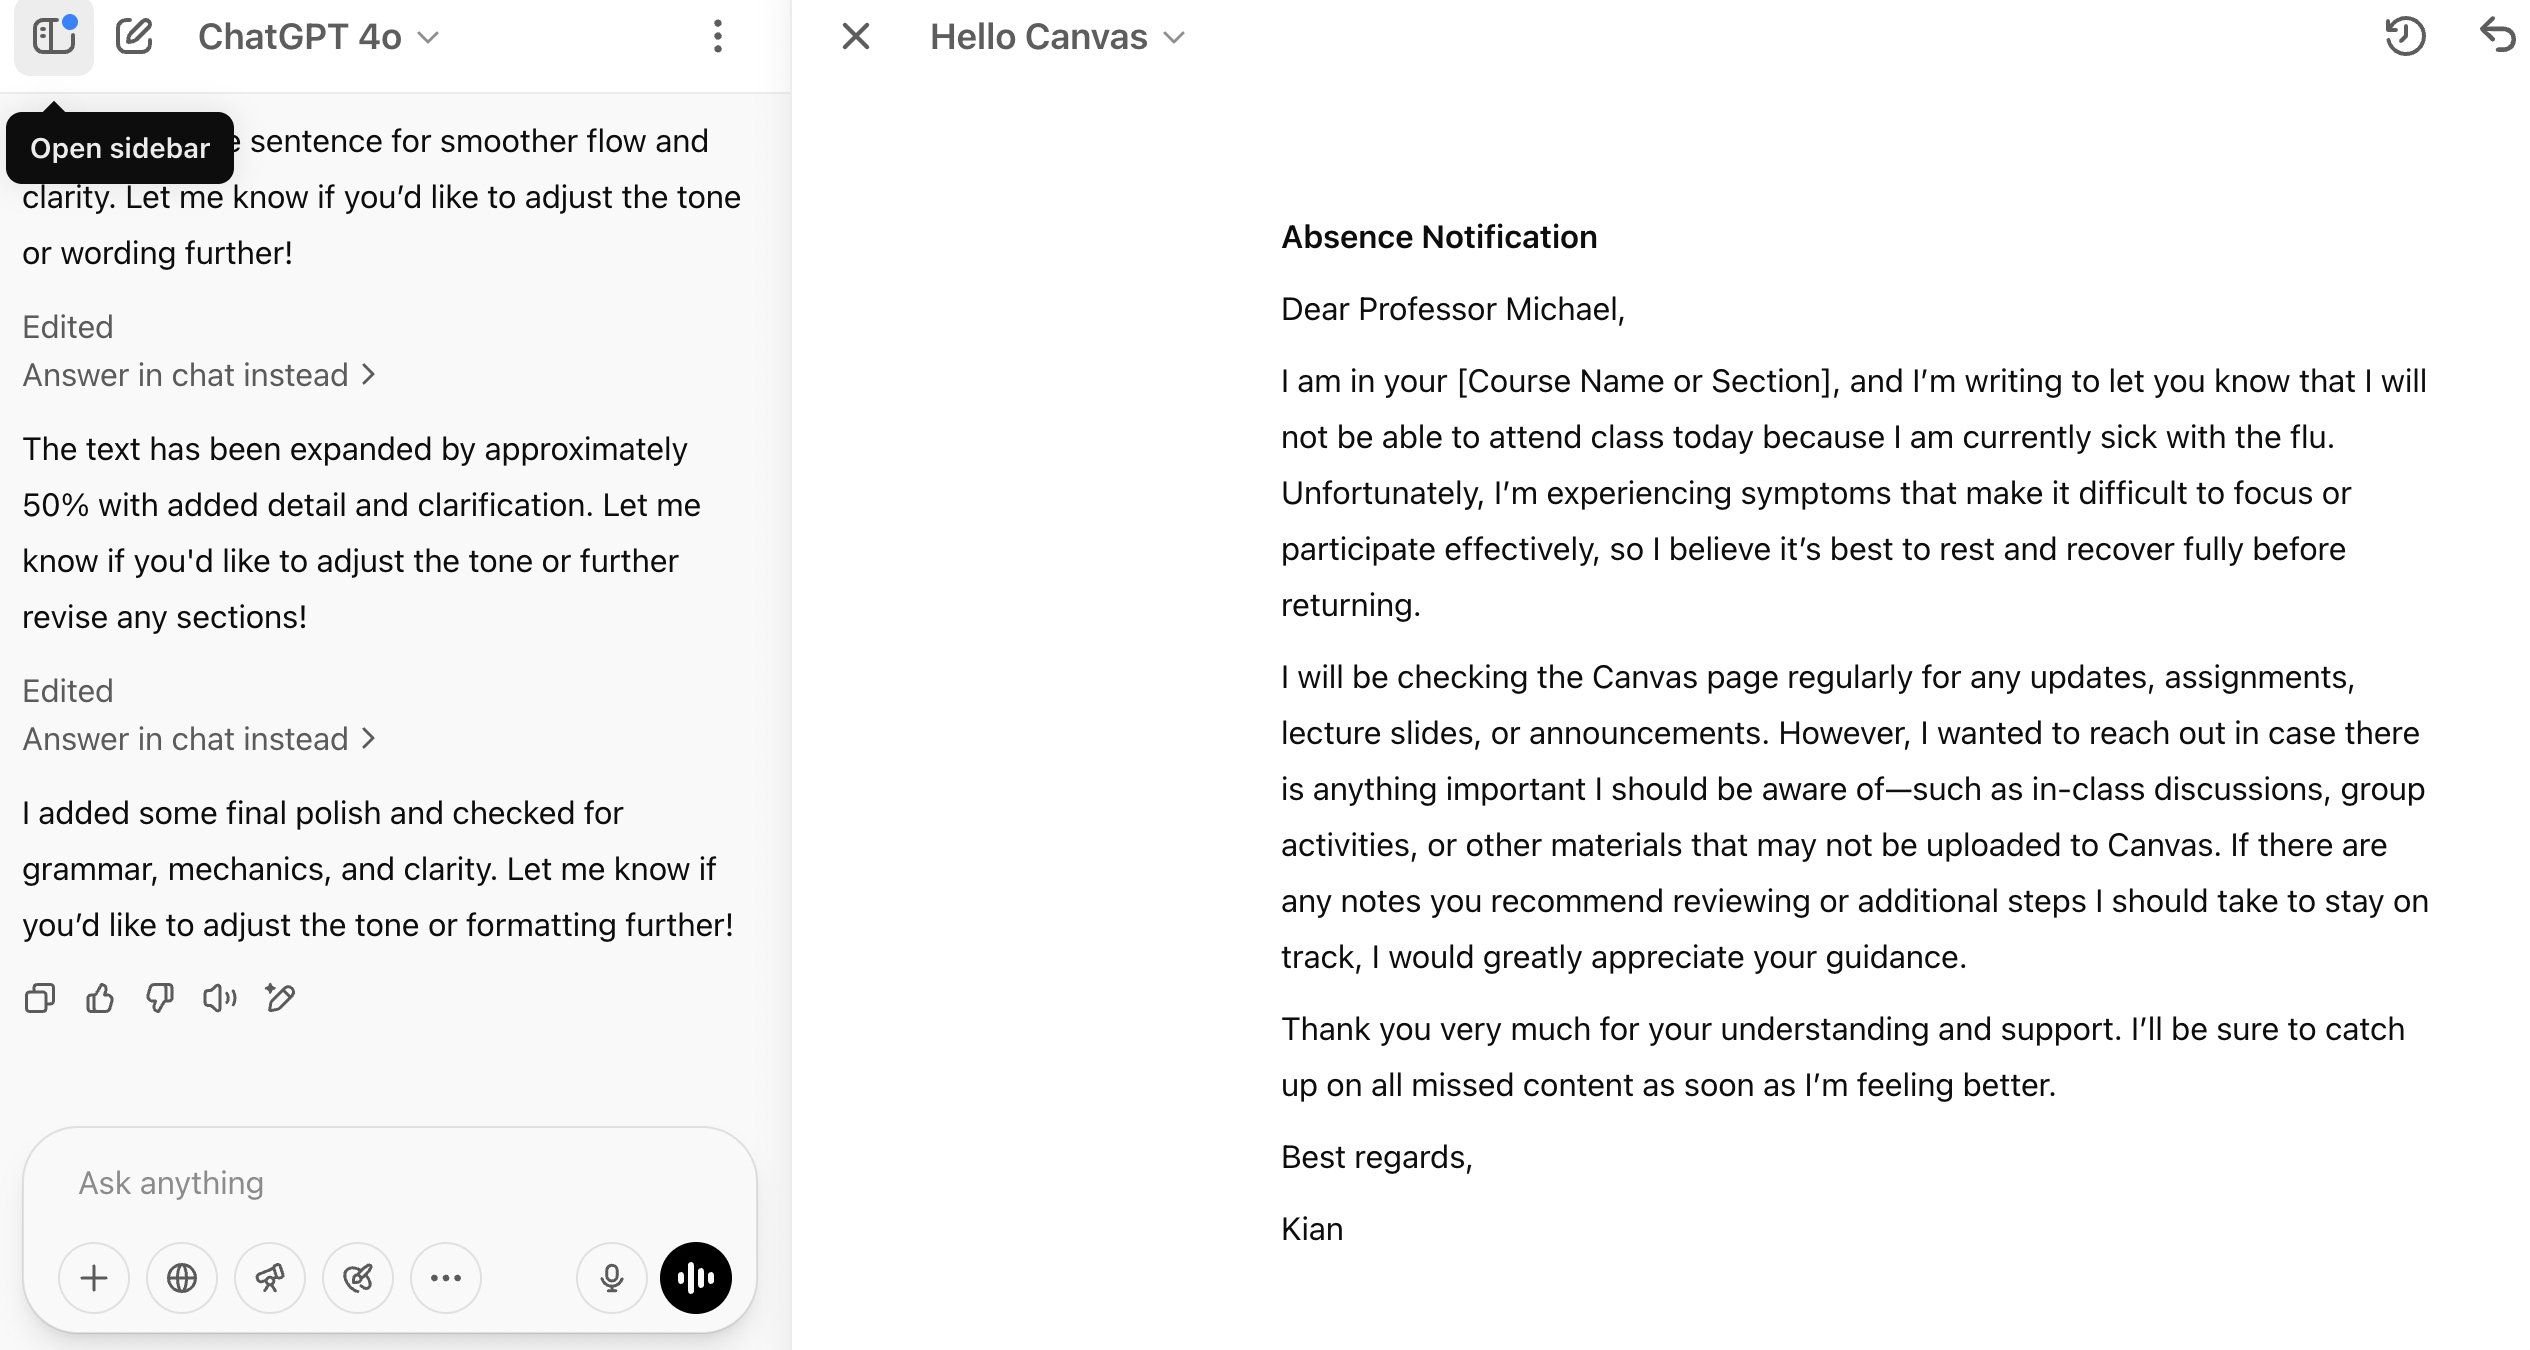 ChatGPT 4o
Hello Canvas
Open sidebar
sentence for smoother flow and
clarity. Let me know if you’d like to adjust the tone
or wording further!
Edited
Answer in chat instead >
The text has been expanded by approximately
50% with added detail and clarification. Let me
know if you'd like to adjust the tone or further
revise any sections!
Edited
Answer in chat instead >
I added some final polish and checked for
grammar, mechanics, and clarity. Let me know if
you’d like to adjust the tone or formatting further!
Ask anything
Absence Notification
Dear Professor Michael,
I am in your [Course Name or Section], and I’m writing to let you know that I will
not be able to attend class today because I am currently sick with the flu.
Unfortunately, I’m experiencing symptoms that make it difficult to focus or
participate effectively, so I believe it’s best to rest and recover fully before
returning.
I will be checking the Canvas page regularly for any updates, assignments,
lecture slides, or announcements. However, I wanted to reach out in case there
is anything important I should be aware of—such as in-class discussions, group
activities, or other materials that may not be uploaded to Canvas. If there are
any notes you recommend reviewing or additional steps I should take to stay on
track, I would greatly appreciate your guidance.
Thank you very much for your understanding and support. I’ll be sure to catch
up on all missed content as soon as I’m feeling better.
Best regards,
Kian